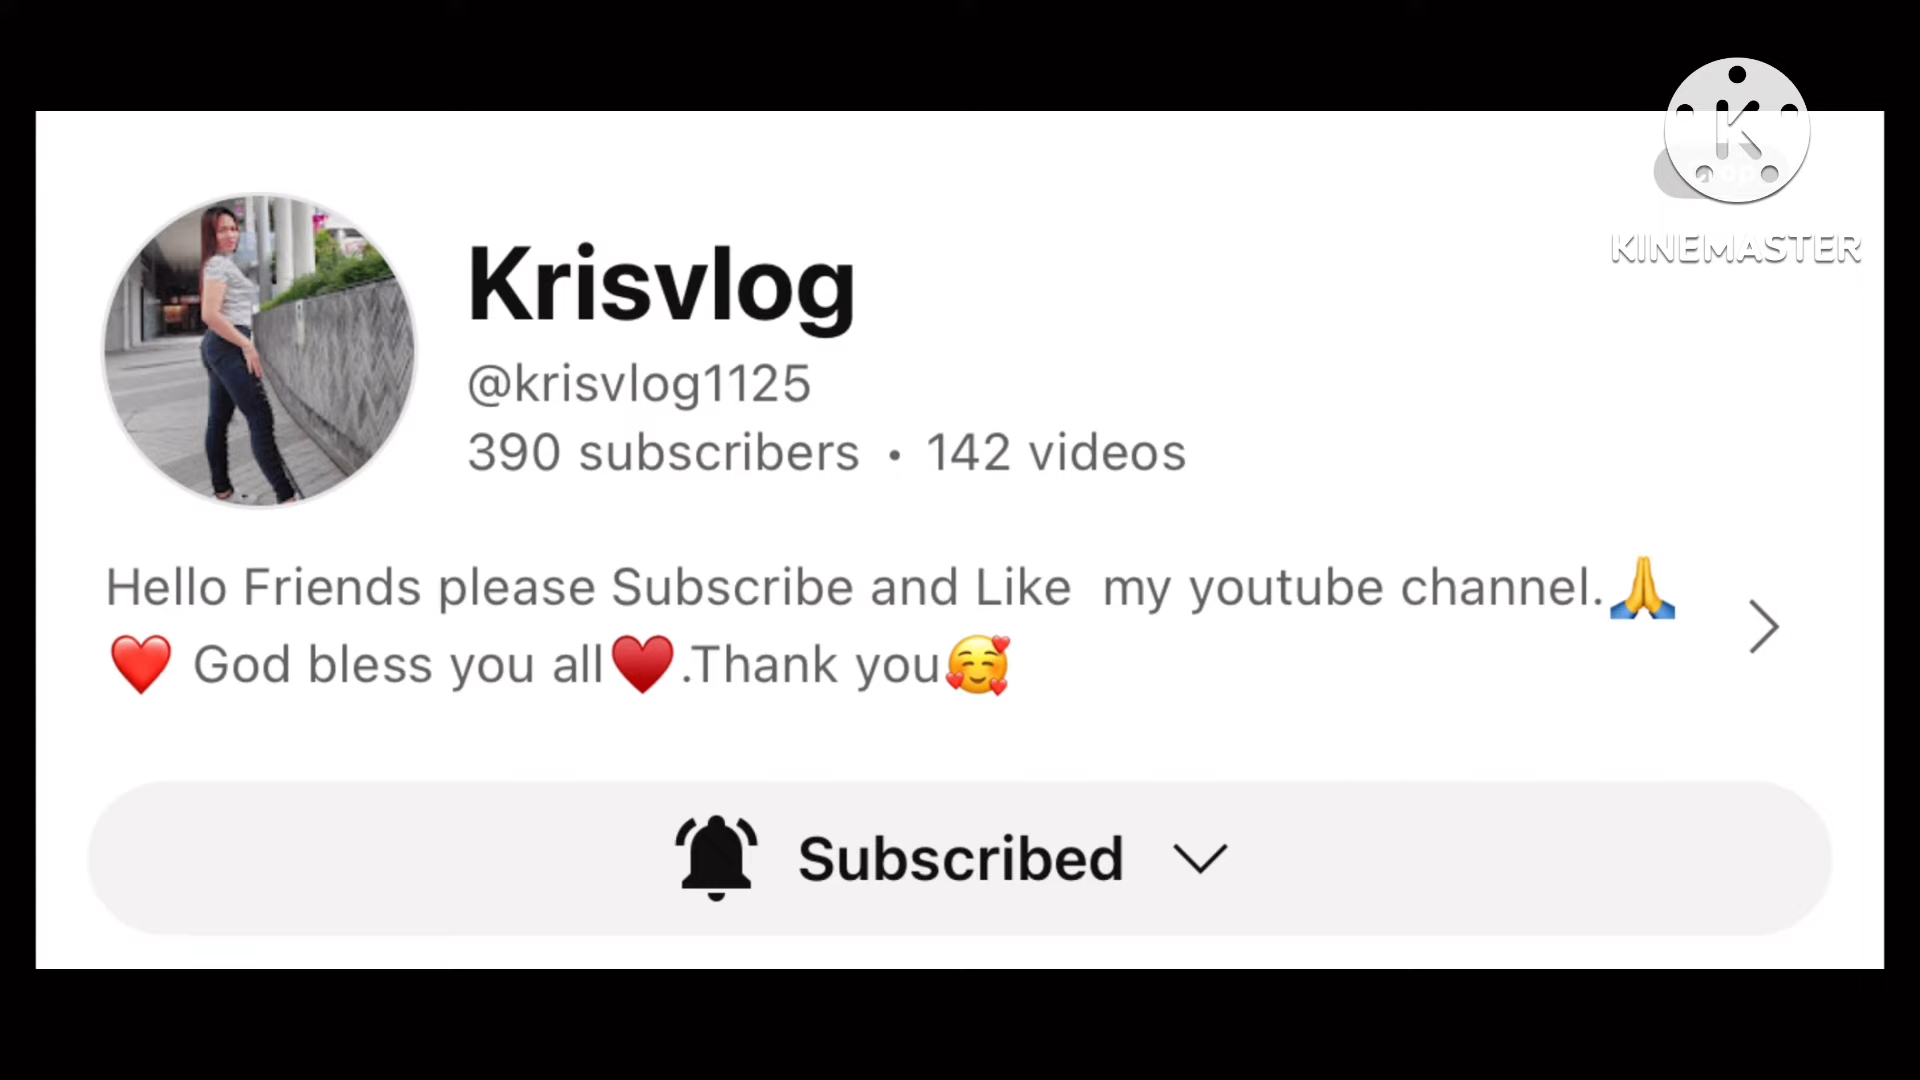 KINEMASTER
Krisvlog
@krisvlog1125
390 subscribers • 142 videos
Hello Friends please Subscribe and Like my youtube channel.🙏
❤️ God bless you all♥️.Thank you🥰
Subscribed